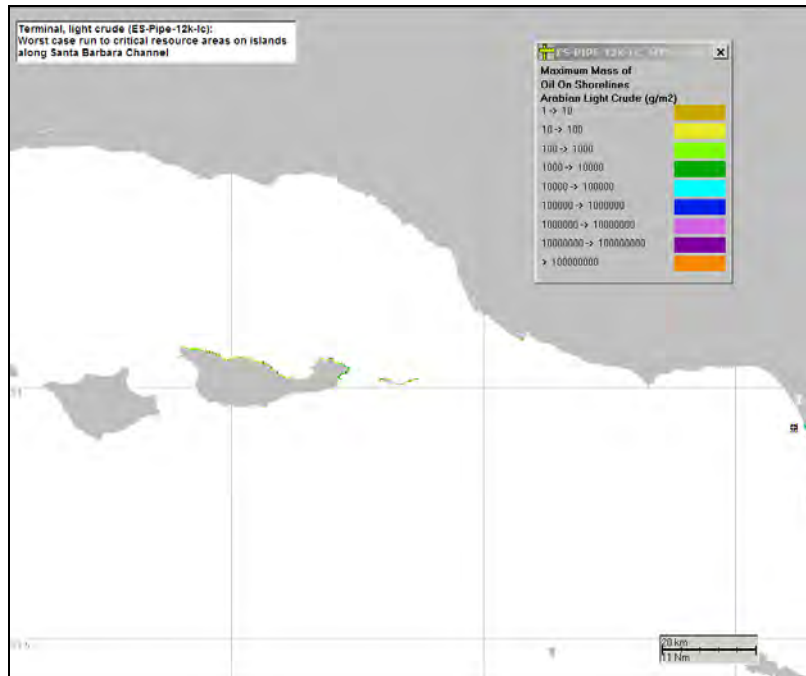 Terminal, light crude (ES-Pipe-12k-lc):
Worst case run to critical resource areas on islands
along Santa Barbara Channel
Maximum Mass of
Oil On Shorelines
Arabian Light Crude (g/m2)
1 -> 10
10 -> 100
100 -> 1000
1000 -> 10000
10000 -> 100000
100000 -> 1000000
1000000 -> 10000000
10000000 -> 100000000
> 100000000
20 km
11 Nm